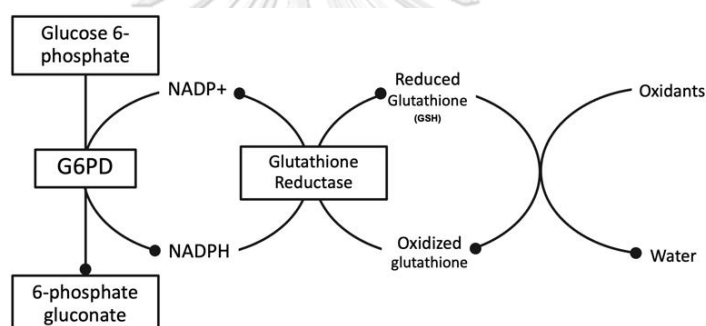 Glucose 6-
phosphate
NADP+
Reduced
Glutathione
(GSH)
Oxidants
G6PD
Glutathione
Reductase
NADPH
Oxidized
glutathione
Water
6-phosphate
gluconate